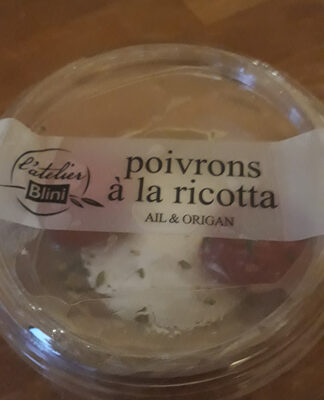 l'atelier
Blini
poivrons
à la ricotta
AIL & ORIGAN